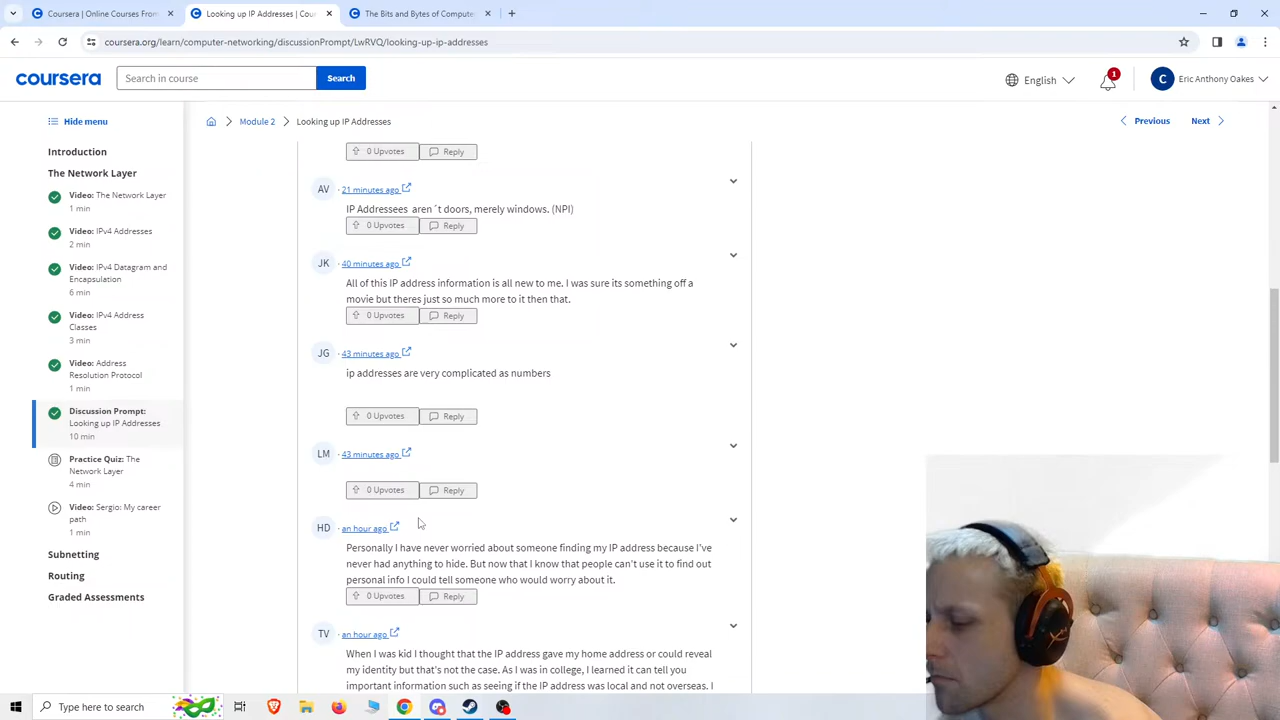 Coursera | Online Courses From
Looking up IP Addresses | Cou
The Bits and Bytes of Compute
coursera.org/learn/computer-networking/discussionPrompt/LwRVQ/looking-up-ip-addresses
coursera
Search in course
Search
English
1
C
Eric Anthony Oakes
Hide menu
Module 2
Looking up IP Addresses
Previous
Next
Introduction
The Network Layer
Video: The Network Layer
1 min
Video: IPv4 Addresses
2 min
Video: IPv4 Datagram and
Encapsulation
6 min
Video: IPv4 Address
Classes
3 min
Video: Address
Resolution Protocol
1 min
Discussion Prompt:
Looking up IP Addresses
10 min
Practice Quiz: The
Network Layer
4 min
Video: Sergio: My career
path
1 min
Subnetting
Routing
Graded Assessments
0 Upvotes Reply
AV · 21 minutes ago
IP Addressees aren´t doors, merely windows. (NPI)
0 Upvotes Reply
JK · 40 minutes ago
All of this IP address information is all new to me. I was sure its something off a
movie but theres just so much more to it then that.
0 Upvotes Reply
JG · 43 minutes ago
ip addresses are very complicated as numbers
0 Upvotes Reply
LM · 43 minutes ago
0 Upvotes Reply
HD · an hour ago
Personally I have never worried about someone finding my IP address because I've
never had anything to hide. But now that I know that people can't use it to find out
personal info I could tell someone who would worry about it.
0 Upvotes Reply
TV · an hour ago
When I was kid I thought that the IP address gave my home address or could reveal
my identity but that's not the case. As I was in college, I learned it can tell you
important information such as seeing if the IP address was local and not overseas. I
Type here to search